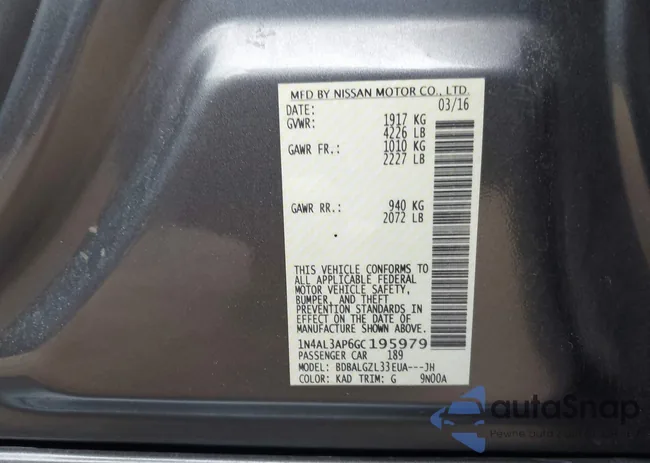 MFD BY NISSAN MOTOR CO., LTD.
DATE: 03/16
GVWR: 1917 KG
4226 LB
GAWR FR.: 1010 KG
2227 LB
GAWR RR.: 940 KG
2072 LB
THIS VEHICLE CONFORMS TO
ALL APPLICABLE FEDERAL
MOTOR VEHICLE SAFETY,
BUMPER, AND THEFT
PREVENTION STANDARDS IN
EFFECT ON THE DATE OF
MANUFACTURE SHOWN ABOVE.
1N4AL3AP6GC195979
PASSENGER CAR 189
MODEL: BDBALGZL33EUA---JH
COLOR: KAD TRIM: G 9N00A
autaSnap
Pewne auto z